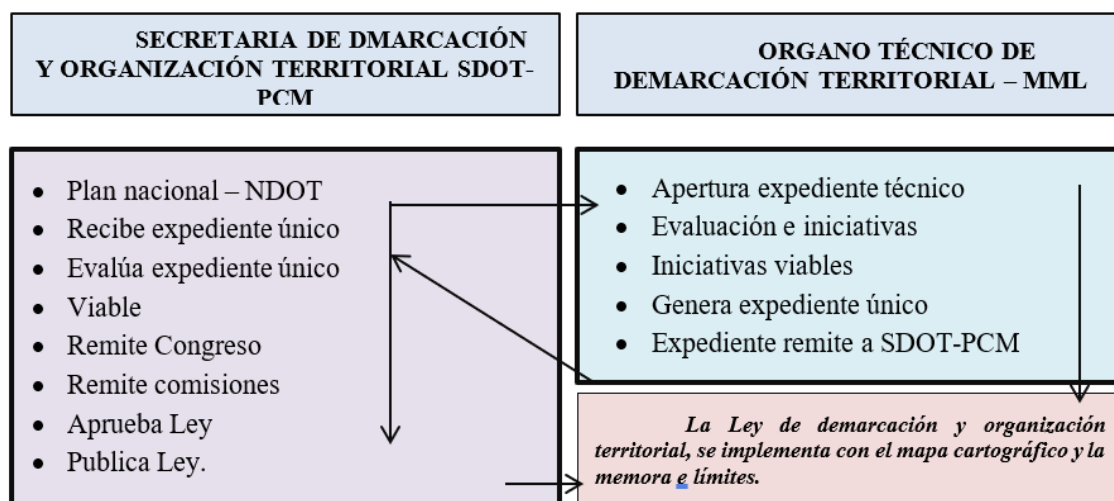 SECRETARIA DE DMARCACIÓN
Y ORGANIZACIÓN TERRITORIAL SDOT-
PCM
ORGANO TÉCNICO DE
DEMARCACIÓN TERRITORIAL – MML
• Plan nacional – NDOT
• Recibe expediente único
• Evalúa expediente único
• Viable
• Remite Congreso
• Remite comisiones
• Aprueba Ley
• Publica Ley.
• Apertura expediente técnico
• Evaluación e iniciativas
• Iniciativas viables
• Genera expediente único
• Expediente remite a SDOT-PCM
La Ley de demarcación y organización
territorial, se implementa con el mapa cartográfico y la
memora e límites.